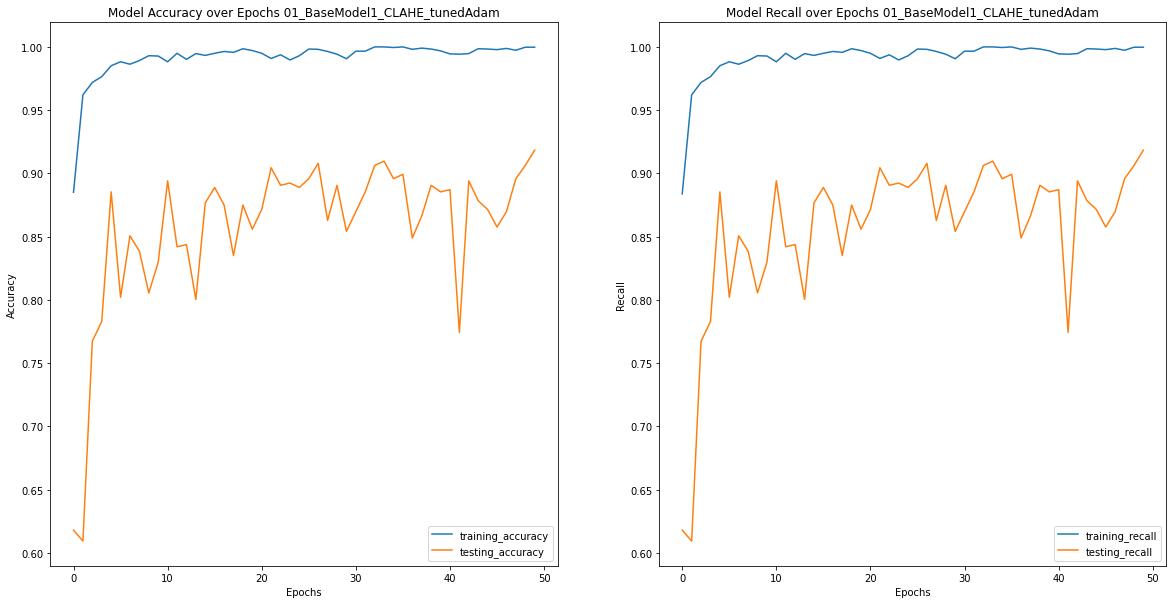 Model Accuracy over Epochs 01_BaseModel1_CLAHE_tunedAdam
1.00
0.95
0.90
0.85
0.80
0.75
0.70
0.65
0.60
Accuracy
0 10 20 30 40 50
Epochs
training_accuracy
testing_accuracy
Model Recall over Epochs 01_BaseModel1_CLAHE_tunedAdam
1.00
0.95
0.90
0.85
0.80
0.75
0.70
0.65
0.60
Recall
0 10 20 30 40 50
Epochs
training_recall
testing_recall